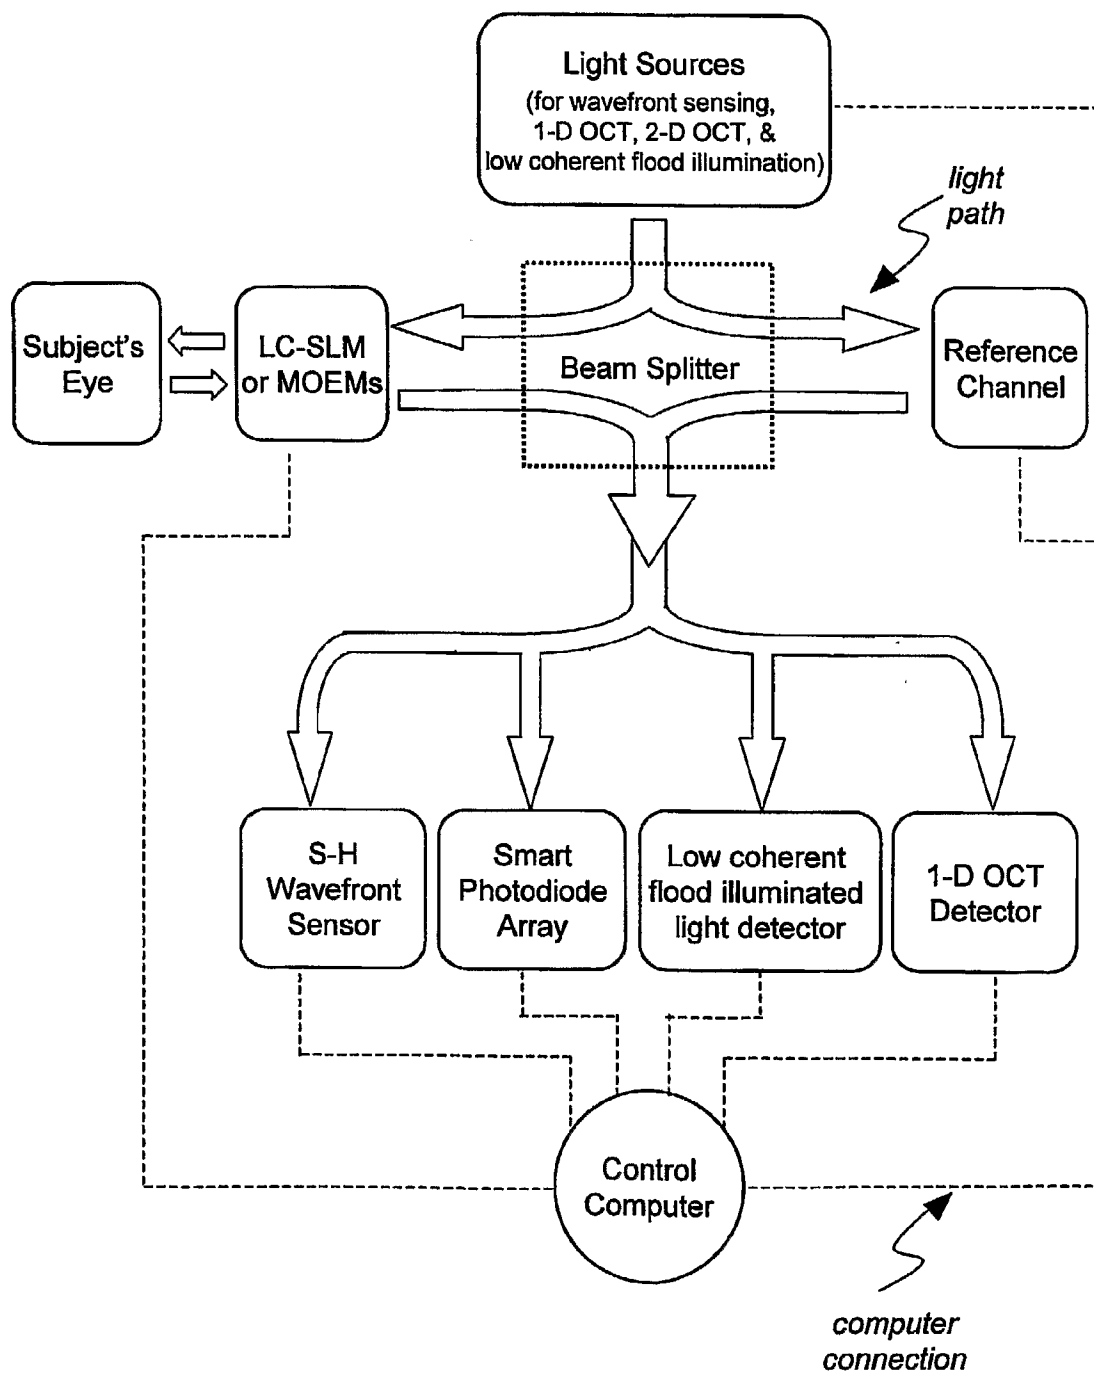 Light Sources
(for wavefront sensing,
1-D OCT, 2-D OCT, &
low coherent flood illumination)
light
path
Subject's
Eye
LC-SLM
or MOEMs
Beam Splitter
Reference
Channel
S-H
Wavefront
Sensor
Smart
Photodiode
Array
Low coherent
flood illuminated
light detector
1-D OCT
Detector
Control
Computer
computer
connection